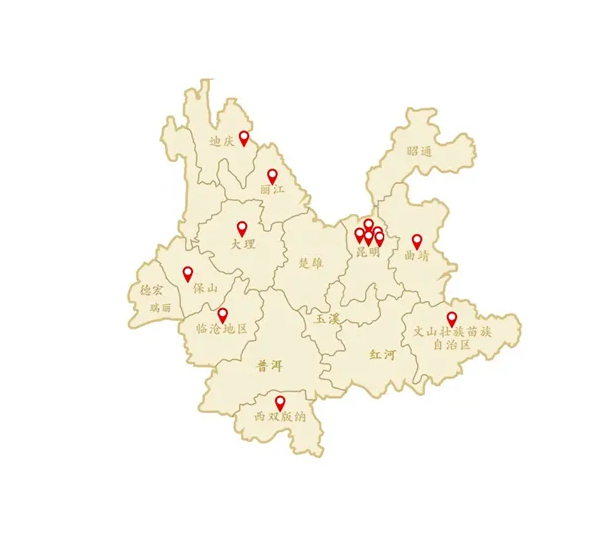 迪庆
昭通
丽江
大理
昆明
曲靖
楚雄
保山
德宏
瑞丽
玉溪
临沧地区
文山壮族苗族
自治区
红河
普洱
西双版纳